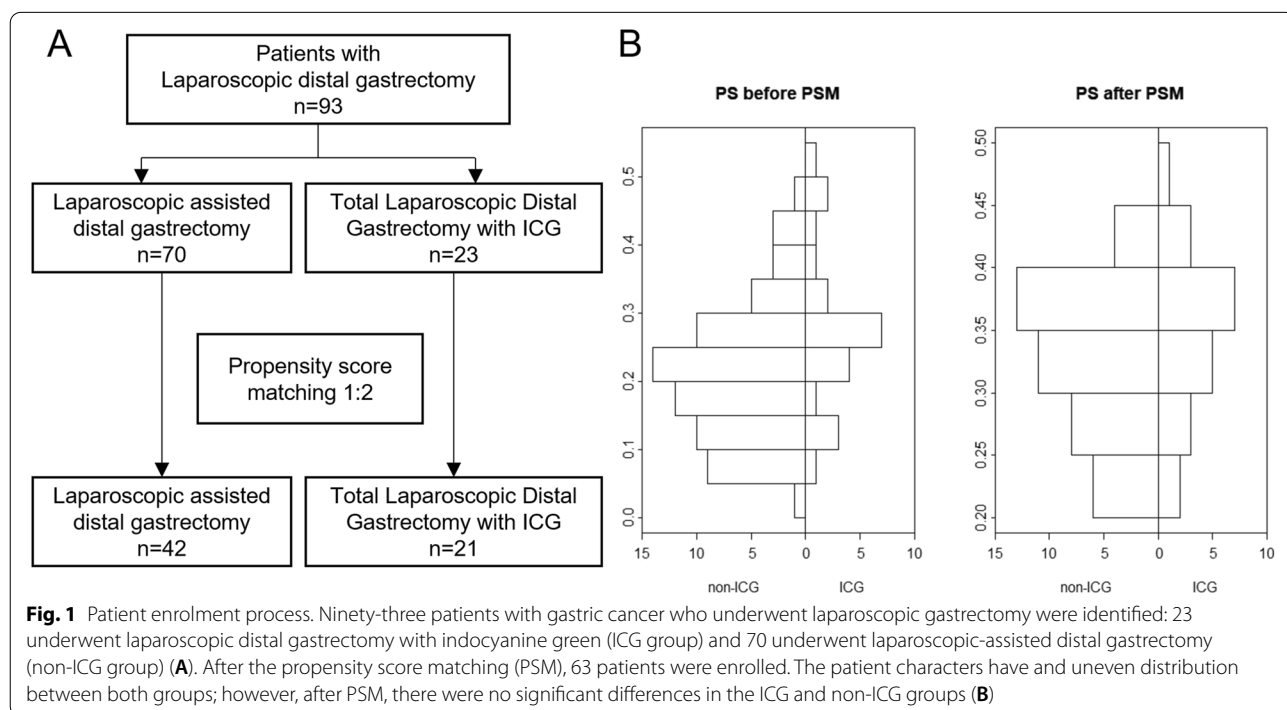 A
Patients with
Laparoscopic distal gastrectomy
n=93
Laparoscopic assisted
distal gastrectomy
n=70
Total Laparoscopic Distal
Gastrectomy with ICG
n=23
Propensity score
matching 1:2
Laparoscopic assisted
distal gastrectomy
n=42
Total Laparoscopic Distal
Gastrectomy with ICG
n=21
B
PS before PSM
0.5
0.4
0.3
0.2
0.1
0.0
15 10 5 0 5 10
non-ICG ICG
PS after PSM
0.50
0.45
0.40
0.35
0.30
0.25
0.20
15 10 5 0 5 10
non-ICG ICG
Fig. 1 Patient enrolment process. Ninety-three patients with gastric cancer who underwent laparoscopic gastrectomy were identified: 23
underwent laparoscopic distal gastrectomy with indocyanine green (ICG group) and 70 underwent laparoscopic-assisted distal gastrectomy
(non-ICG group) (A). After the propensity score matching (PSM), 63 patients were enrolled. The patient characters have and uneven distribution
between both groups; however, after PSM, there were no significant differences in the ICG and non-ICG groups (B)